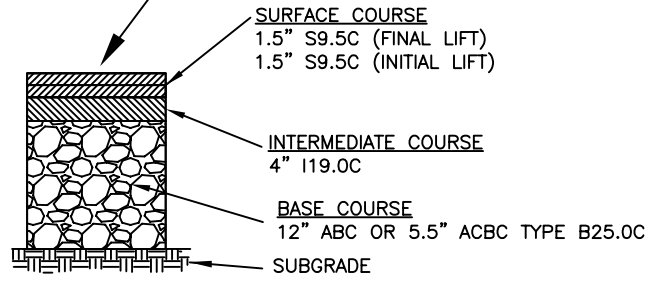 SURFACE COURSE
1.5" S9.5C (FINAL LIFT)
1.5" S9.5C (INITIAL LIFT)
INTERMEDIATE COURSE
4" I19.0C
BASE COURSE
12" ABC OR 5.5" ACBC TYPE B25.0C
SUBGRADE